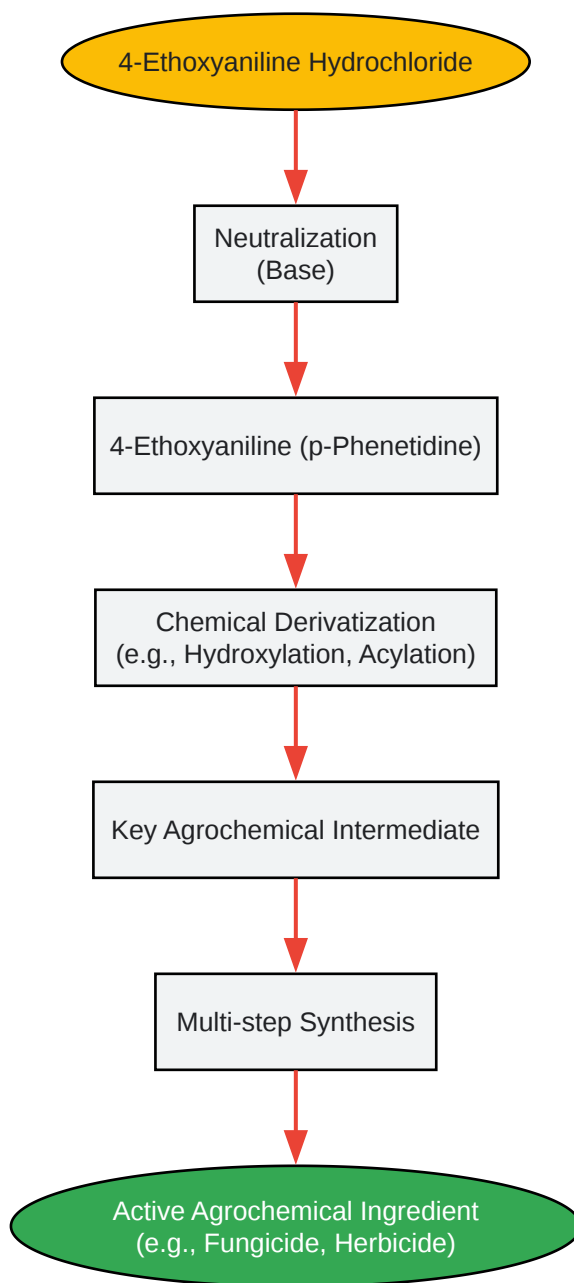 4-Ethoxyaniline Hydrochloride
Neutralization
(Base)
4-Ethoxyaniline (p-Phenetidine)
Chemical Derivatization
(e.g., Hydroxylation, Acylation)
Key Agrochemical Intermediate
Multi-step Synthesis
Active Agrochemical Ingredient
(e.g., Fungicide, Herbicide)